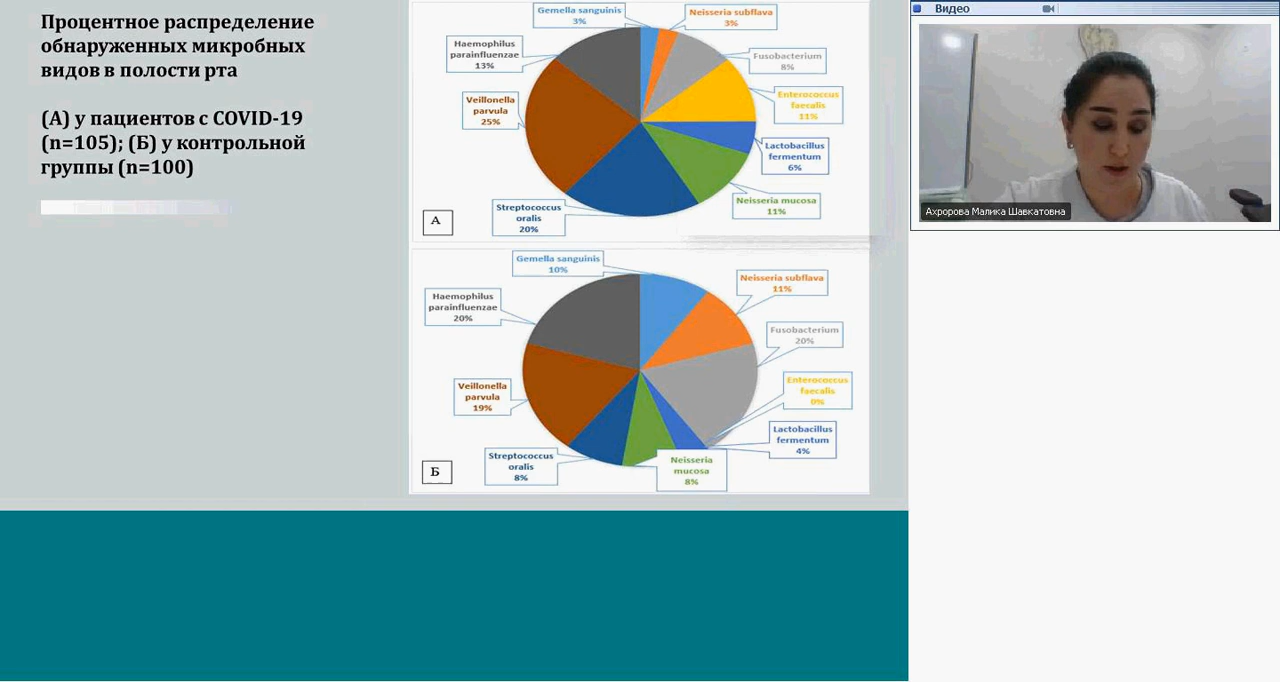 Процентное распределение
обнаруженных микробных
видов в полости рта
(А) у пациентов с COVID-19
(n=105); (Б) у контрольной
группы (n=100)
Gemella sanguinis
3%
Neisseria subflava
3%
Haemophilus
parainfluenzae
13%
Fusobacterium
8%
Veillonella
parvula
25%
Enterococcus
faecalis
11%
Lactobacillus
fermentum
6%
Neisseria mucosa
11%
Streptococcus
oralis
20%
А
Gemella sanguinis
10%
Neisseria subflava
11%
Haemophilus
parainfluenzae
20%
Fusobacterium
20%
Veillonella
parvula
19%
Enterococcus
faecalis
0%
Lactobacillus
fermentum
4%
Streptococcus
oralis
8%
Neisseria
mucosa
8%
Б
Видео
Ахророва Малика Шавкатовна